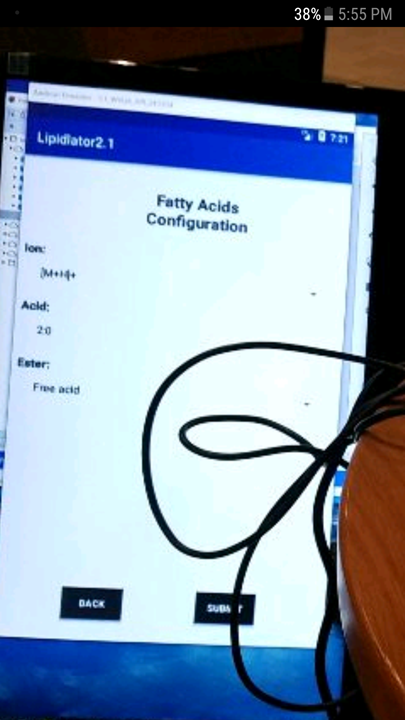 38% 5:55 PM
7:21
Lipidlator2.1
Fatty Acids
Configuration
Ion:
[M+H]+
Acid:
2:0
Ester:
Free acid
BACK
SUBMIT